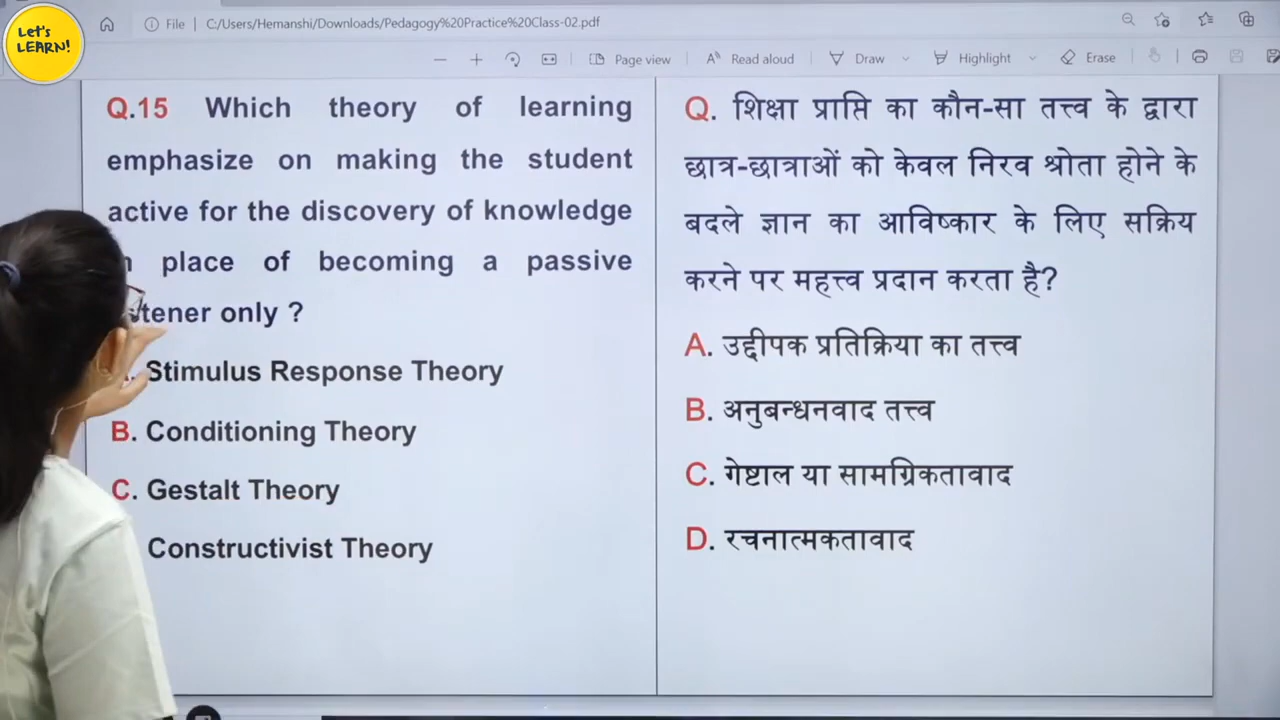 Let's
LEARN!
File | C:/Users/Hemanshi/Downloads/Pedagogy%20Practice%20Class-02.pdf
Page view
Read aloud
Draw
Highlight
Erase
Q.15 Which theory of learning
emphasize on making the student
active for the discovery of knowledge
place of becoming a passive
only ?
Stimulus Response Theory
B. Conditioning Theory
C. Gestalt Theory
Constructivist Theory
Q. शिक्षा प्राप्ति का कौन-सा तत्त्व के द्वारा
छात्र-छात्राओं को केवल निरव श्रोता होने के
बदले ज्ञान का आविष्कार के लिए सक्रिय
करने पर महत्त्व प्रदान करता है?
A. उद्दीपक प्रतिक्रिया का तत्त्व
B. अनुबन्धनवाद तत्त्व
C. गेष्टाल या सामग्रिकतावाद
D. रचनात्मकतावाद